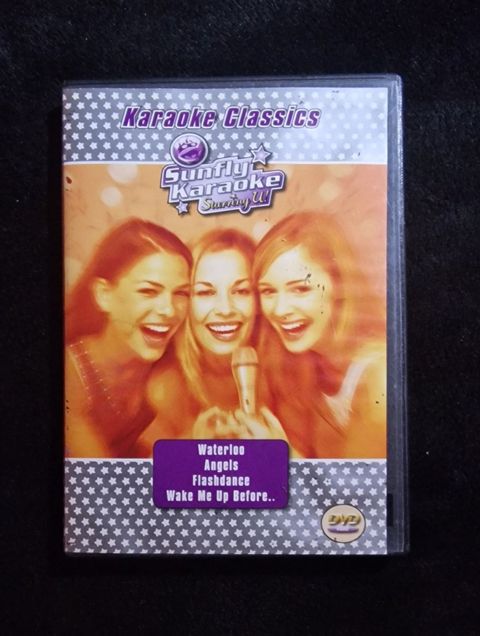 Karaoke Classics
Sunfly
Karaoke
Starring U
Waterloo
Angels
Flashdance
Wake Me Up Before..
DVD